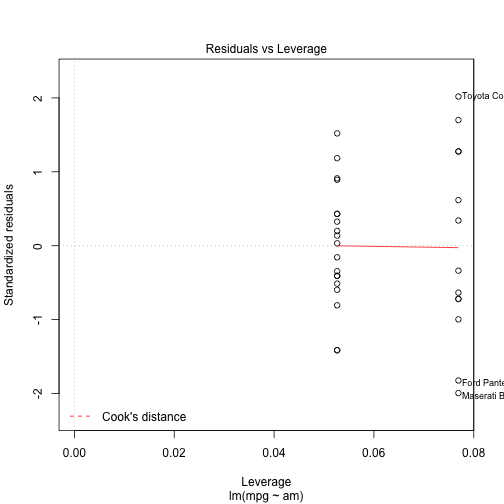 Residuals vs Leverage
Standardized residuals
2
1
0
-1
-2
Toyota Co
Ford Pante
Maserati B
Cook's distance
0.00 0.02 0.04 0.06 0.08
Leverage
lm(mpg ~ am)